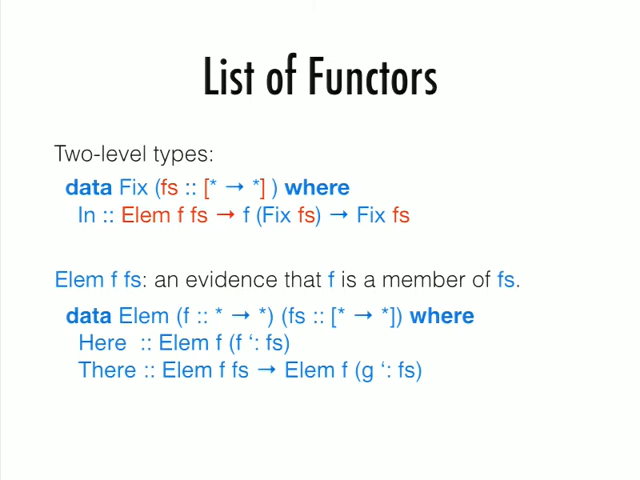 List of Functors
Two-level types:
data Fix (fs :: [* → *] ) where
In :: Elem f fs → f (Fix fs) → Fix fs
Elem f fs: an evidence that f is a member of fs.
data Elem (f :: * → *) (fs :: [* → *]) where
Here :: Elem f (f ‘: fs)
There :: Elem f fs → Elem f (g ‘: fs)